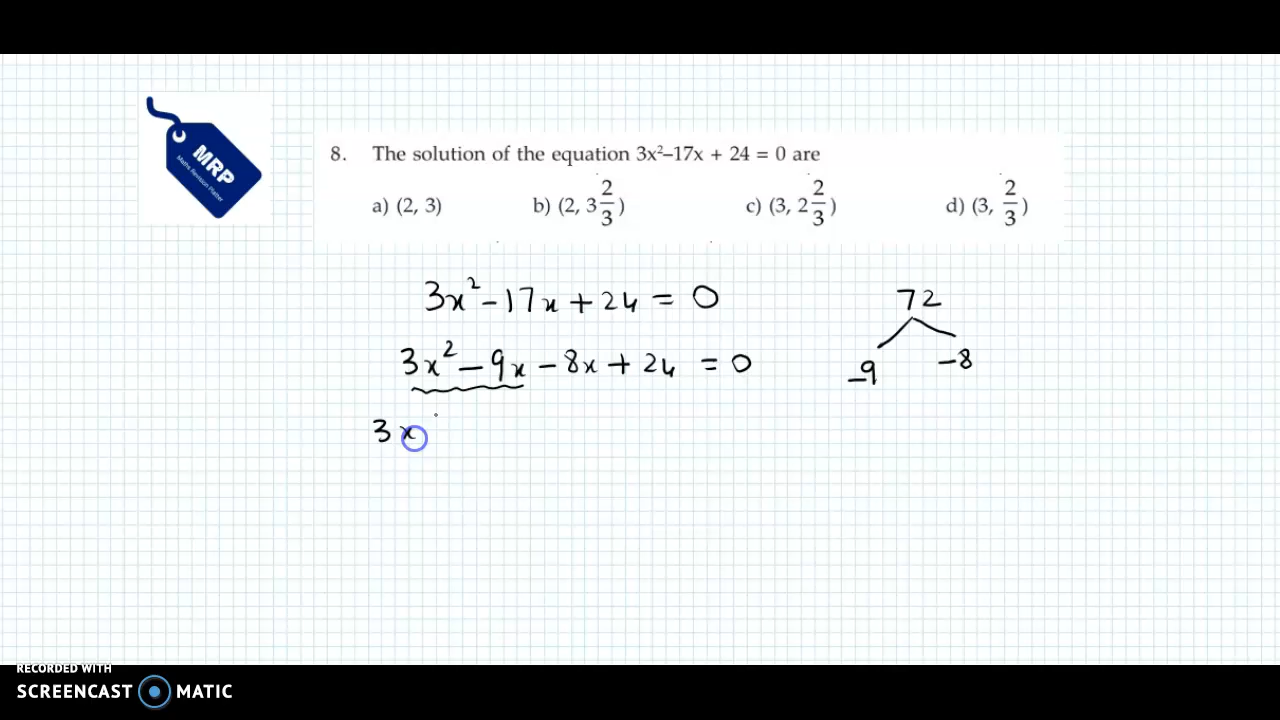 MRP
Maths Revision Platter
8. The solution of the equation 3x²–17x + 24 = 0 are
a) (2, 3) b) (2, 3 2/3) c) (3, 2 2/3) d) (3, 2/3)
3x² - 17x + 24 = 0
72
3x² - 9x - 8x + 24 = 0
-9 -8
3x
RECORDED WITH
SCREENCAST MATIC